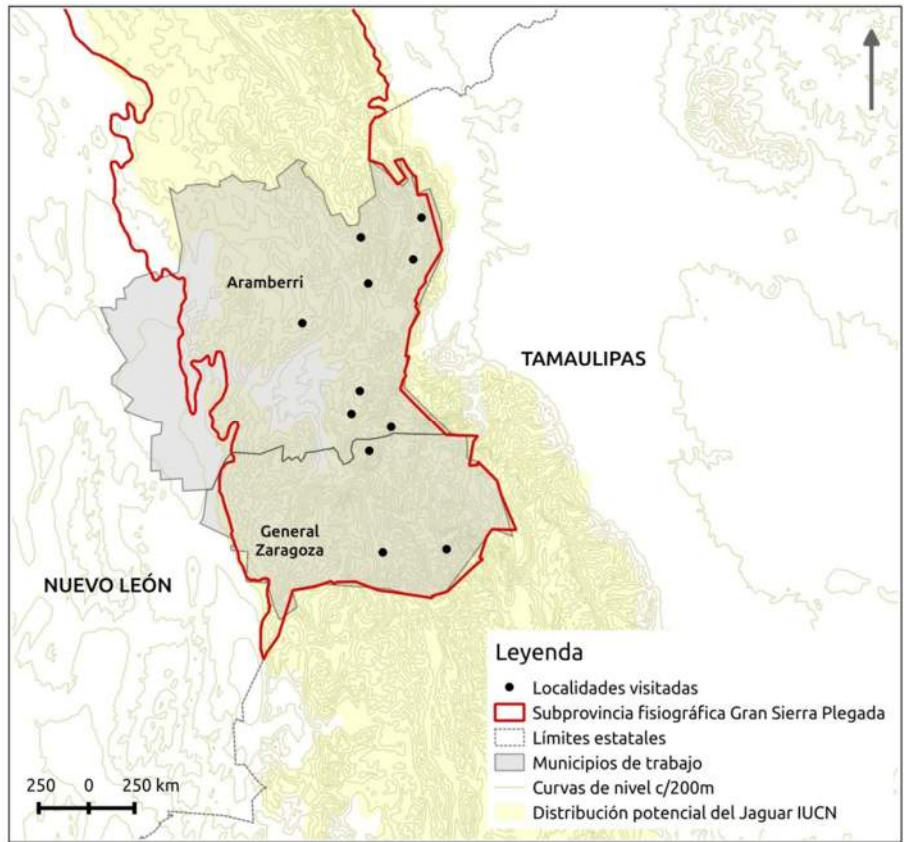 Aramberri
TAMAULIPAS
General
Zaragoza
NUEVO LEÓN
Leyenda
Localidades visitadas
Subprovincia fisiográfica Gran Sierra Plegada
Límites estatales
Municipios de trabajo
Curvas de nivel c/200m
Distribución potencial del Jaguar IUCN
250 0 250 km